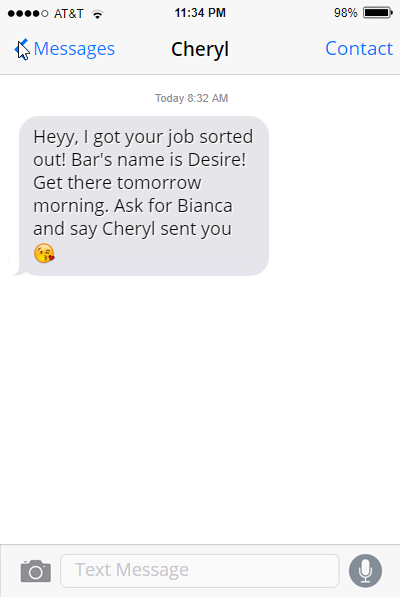 AT&T 11:34 PM 98%
Messages Cheryl Contact
Today 8:32 AM
Heyy, I got your job sorted
out! Bar's name is Desire!
Get there tomorrow
morning. Ask for Bianca
and say Cheryl sent you
😘
Text Message